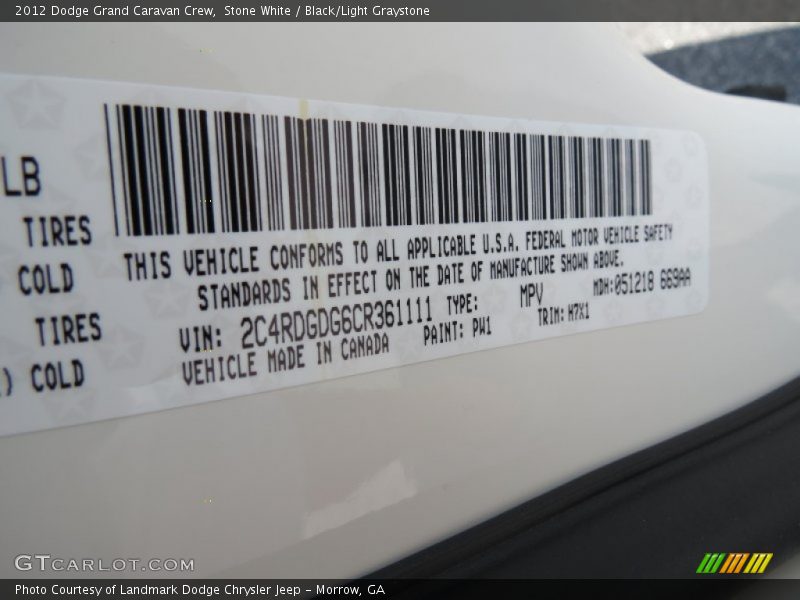 2012 Dodge Grand Caravan Crew, Stone White / Black/Light Graystone
LB
TIRES
COLD
TIRES
) COLD
THIS VEHICLE CONFORMS TO ALL APPLICABLE U.S.A. FEDERAL MOTOR VEHICLE SAFETY
STANDARDS IN EFFECT ON THE DATE OF MANUFACTURE SHOWN ABOVE.
VIN: 2C4RDGDG6CR361111 TYPE: MPV MDH:051218 669AA
VEHICLE MADE IN CANADA PAINT: PW1 TRIM:H7X1
GTCARLOT.COM
Photo Courtesy of Landmark Dodge Chrysler Jeep - Morrow, GA